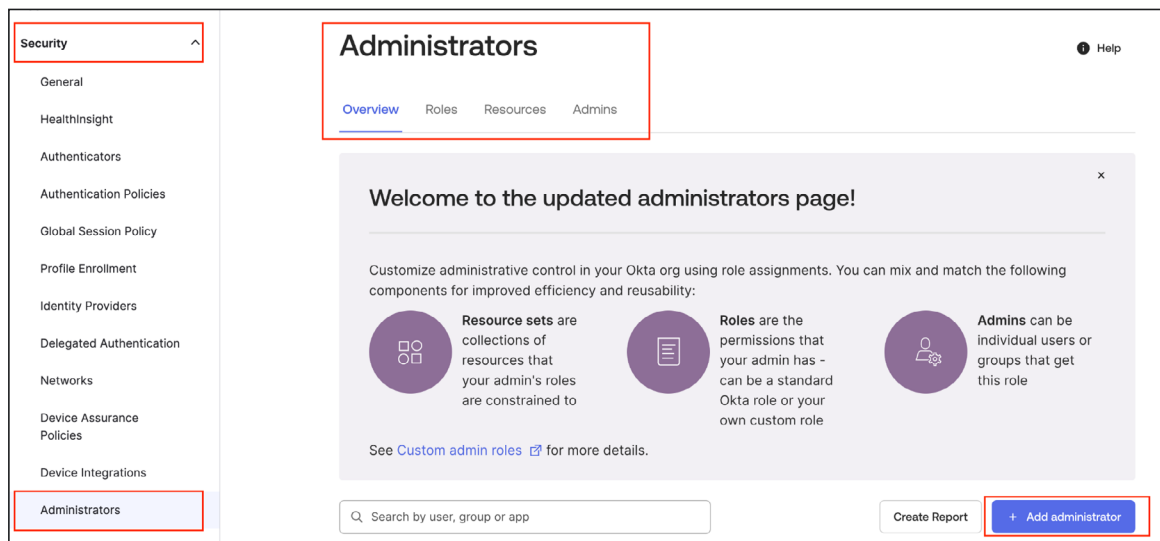 Security
General
HealthInsight
Authenticators
Authentication Policies
Global Session Policy
Profile Enrollment
Identity Providers
Delegated Authentication
Networks
Device Assurance
Policies
Device Integrations
Administrators
Administrators
Help
Overview Roles Resources Admins
Welcome to the updated administrators page!
Customize administrative control in your Okta org using role assignments. You can mix and match the following
components for improved efficiency and reusability:
Resource sets are
collections of
resources that
your admin's roles
are constrained to
Roles are the
permissions that
your admin has -
can be a standard
Okta role or your
own custom role
Admins can be
individual users or
groups that get
this role
See Custom admin roles for more details.
Search by user, group or app
Create Report
+ Add administrator